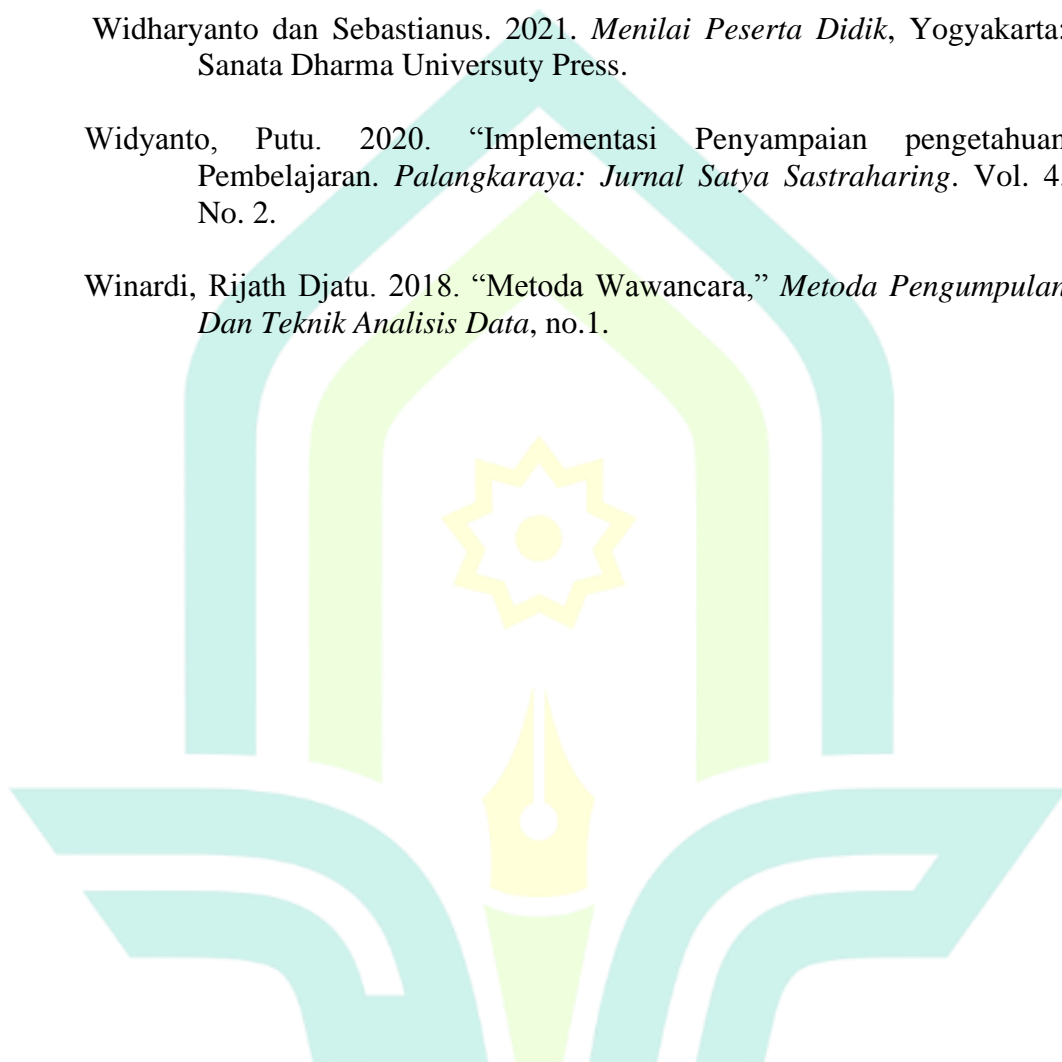 Widharyanto dan Sebastianus. 2021. Menilai Peserta Didik, Yogyakarta:
Sanata Dharma Universuty Press.
Widyanto, Putu. 2020. “Implementasi Penyampaian pengetahuan
Pembelajaran. Palangkaraya: Jurnal Satya Sastraharing. Vol. 4.
No. 2.
Winardi, Rijath Djatu. 2018. “Metoda Wawancara,” Metoda Pengumpulan
Dan Teknik Analisis Data, no.1.